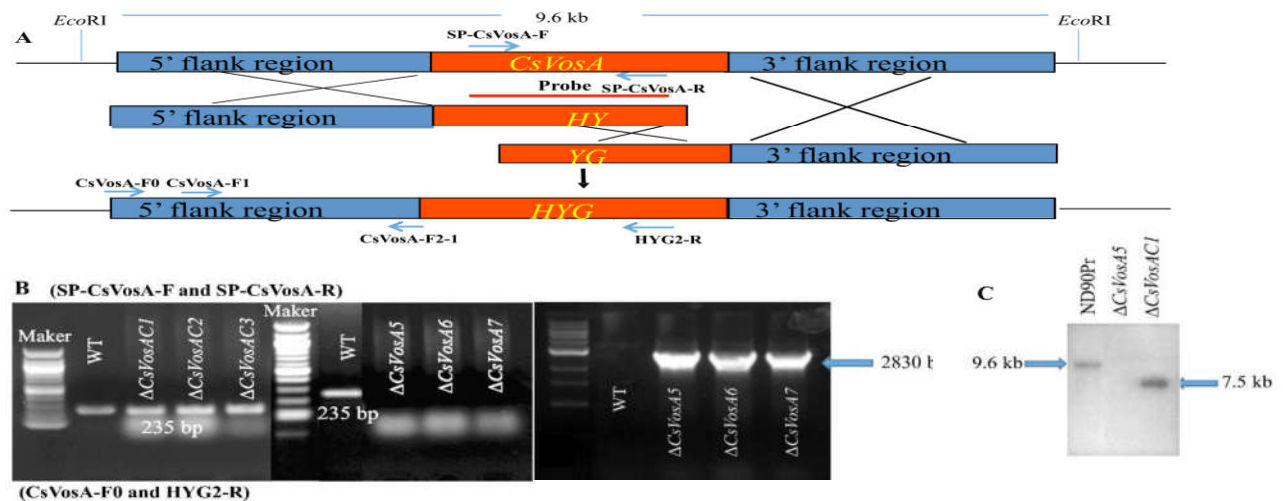 9.6 kb
EcoRI
EcoRI
A
SP-CsVosA-F
5’ flank region
CsVosA
3’ flank region
Probe
SP-CsVosA-R
5’ flank region
HY
YG
3’ flank region
CsVosA-F0
CsVosA-F1
5’ flank region
HYG
3’ flank region
CsVosA-F2-1
HYG2-R
B
(SP-CsVosA-F and SP-CsVosA-R)
Maker
WT
ΔCsVosAC1
ΔCsVosAC2
ΔCsVosAC3
235 bp
Maker
WT
235 bp
ΔCsVosA5
ΔCsVosA6
ΔCsVosA7
WT
ΔCsVosA5
ΔCsVosA6
ΔCsVosA7
2830 b
(CsVosA-F0 and HYG2-R)
C
ND90Pr
ΔCsVosA5
ΔCsVosAC1
9.6 kb
7.5 kb